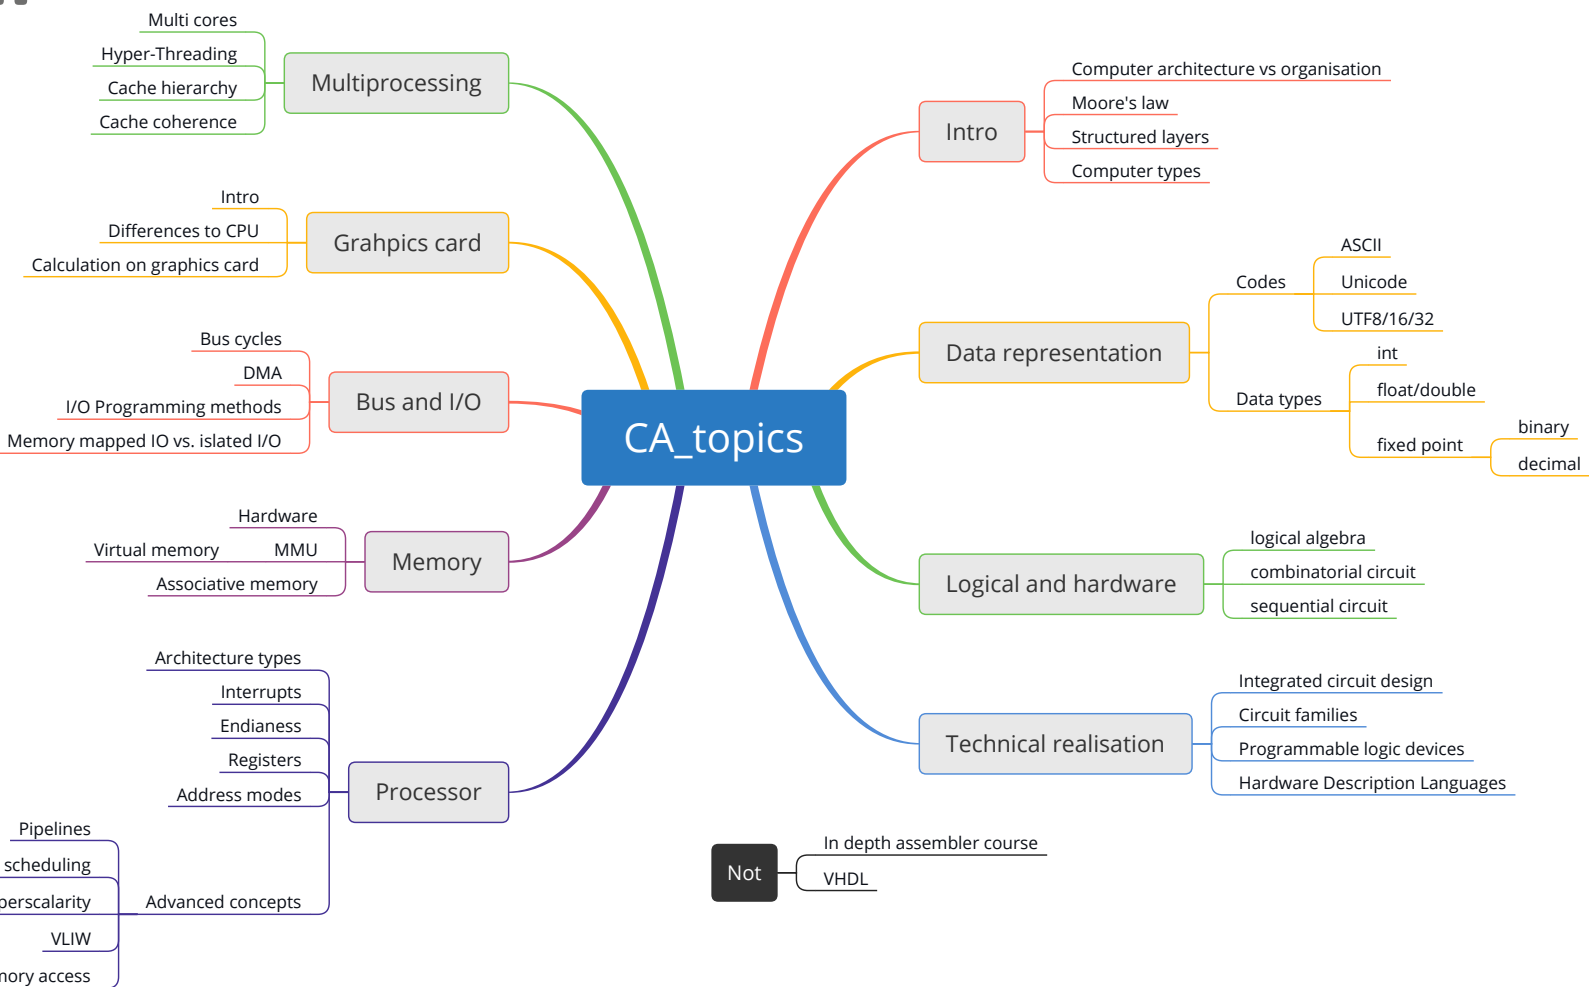 CA_topics
Multiprocessing
Multi cores
Hyper-Threading
Cache hierarchy
Cache coherence
Grahpics card
Intro
Differences to CPU
Calculation on graphics card
Bus and I/O
Bus cycles
DMA
I/O Programming methods
Memory mapped IO vs. islated I/O
Memory
Hardware
MMU
Virtual memory
Associative memory
Processor
Architecture types
Interrupts
Endianess
Registers
Address modes
Advanced concepts
Pipelines
scheduling
VLIW
access
Intro
Computer architecture vs organisation
Moore's law
Structured layers
Computer types
Data representation
Codes
ASCII
Unicode
UTF8/16/32
Data types
int
float/double
fixed point
binary
decimal
Logical and hardware
logical algebra
combinatorial circuit
sequential circuit
Technical realisation
Integrated circuit design
Circuit families
Programmable logic devices
Hardware Description Languages
Not
In depth assembler course
VHDL